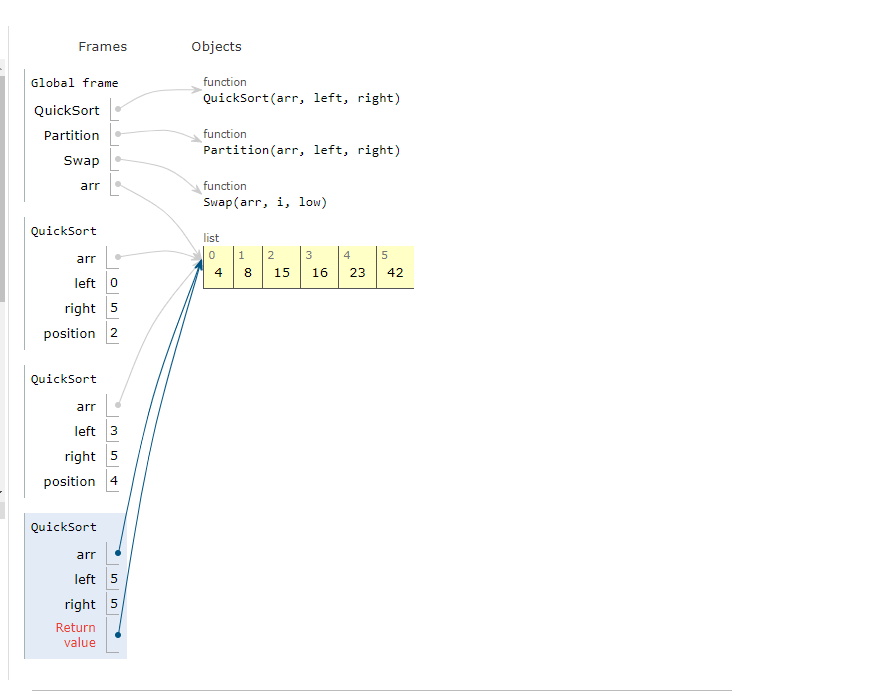 Frames Objects
Global frame
QuickSort
Partition
Swap
arr
function
QuickSort(arr, left, right)
function
Partition(arr, left, right)
function
Swap(arr, i, low)
list
0 1 2 3 4 5
4 8 15 16 23 42
QuickSort
arr
left 0
right 5
position 2
QuickSort
arr
left 3
right 5
position 4
QuickSort
arr
left 5
right 5
Return
value